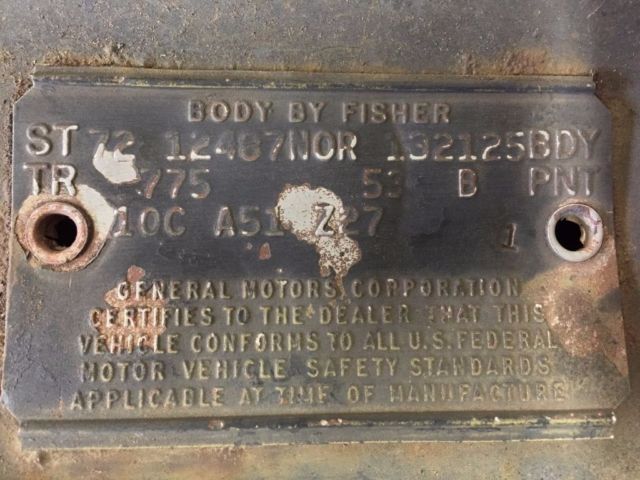 BODY BY FISHER
ST 72 12487NOR 132125BDY
TR 775 53 B PNT
10C A51 Z27 1
GENERAL MOTORS CORPORATION
CERTIFIES TO THE DEALER THAT THIS
VEHICLE CONFORMS TO ALL U.S. FEDERAL
MOTOR VEHICLE SAFETY STANDARDS
APPLICABLE AT TIME OF MANUFACTURE